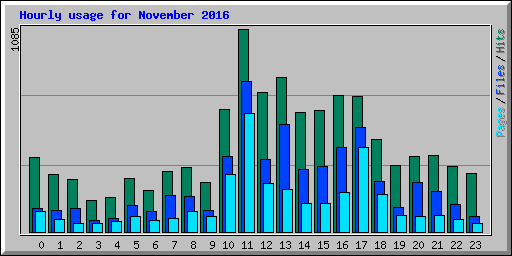 Hourly usage for November 2016
1085
Pages/Files/Hits
0 1 2 3 4 5 6 7 8 9 10 11 12 13 14 15 16 17 18 19 20 21 22 23